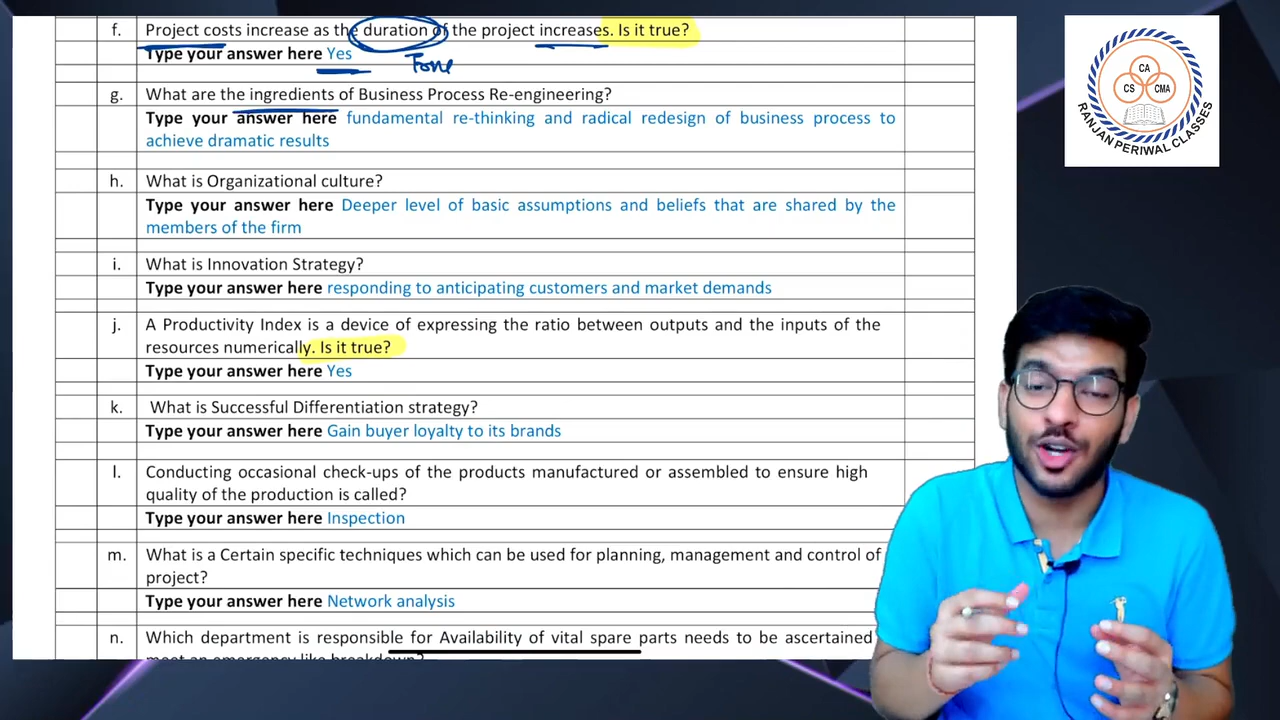 f. Project costs increase as the duration of the project increases. Is it true?
Type your answer here Yes
g. What are the ingredients of Business Process Re-engineering?
Type your answer here fundamental re-thinking and radical redesign of business process to
achieve dramatic results
h. What is Organizational culture?
Type your answer here Deeper level of basic assumptions and beliefs that are shared by the
members of the firm
i. What is Innovation Strategy?
Type your answer here responding to anticipating customers and market demands
j. A Productivity Index is a device of expressing the ratio between outputs and the inputs of the
resources numerically. Is it true?
Type your answer here Yes
k. What is Successful Differentiation strategy?
Type your answer here Gain buyer loyalty to its brands
l. Conducting occasional check-ups of the products manufactured or assembled to ensure high
quality of the production is called?
Type your answer here Inspection
m. What is a Certain specific techniques which can be used for planning, management and control of
project?
Type your answer here Network analysis
n. Which department is responsible for Availability of vital spare parts needs to be ascertained
meet an emergency like breakdown?
CA
CS CMA
RANJAN PERIWAL CLASSES